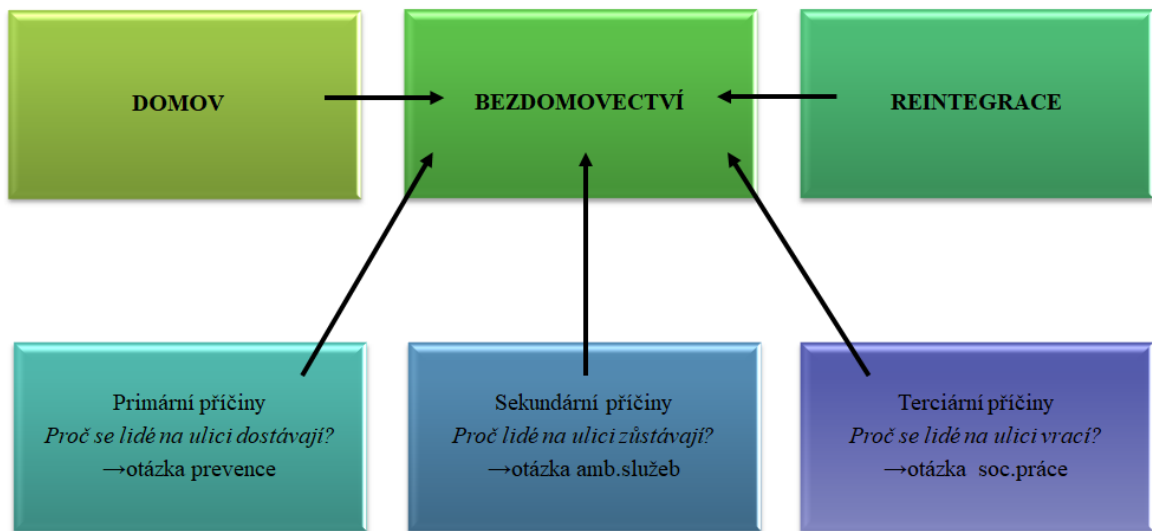 DOMOV
BEZDOMOVECTVÍ
REINTEGRACE
Primární příčiny
Proč se lidé na ulici dostávají?
→otázka prevence
Sekundární příčiny
Proč lidé na ulici zůstávají?
→otázka amb.služeb
Terciární příčiny
Proč se lidé na ulici vrací?
→otázka soc.práce